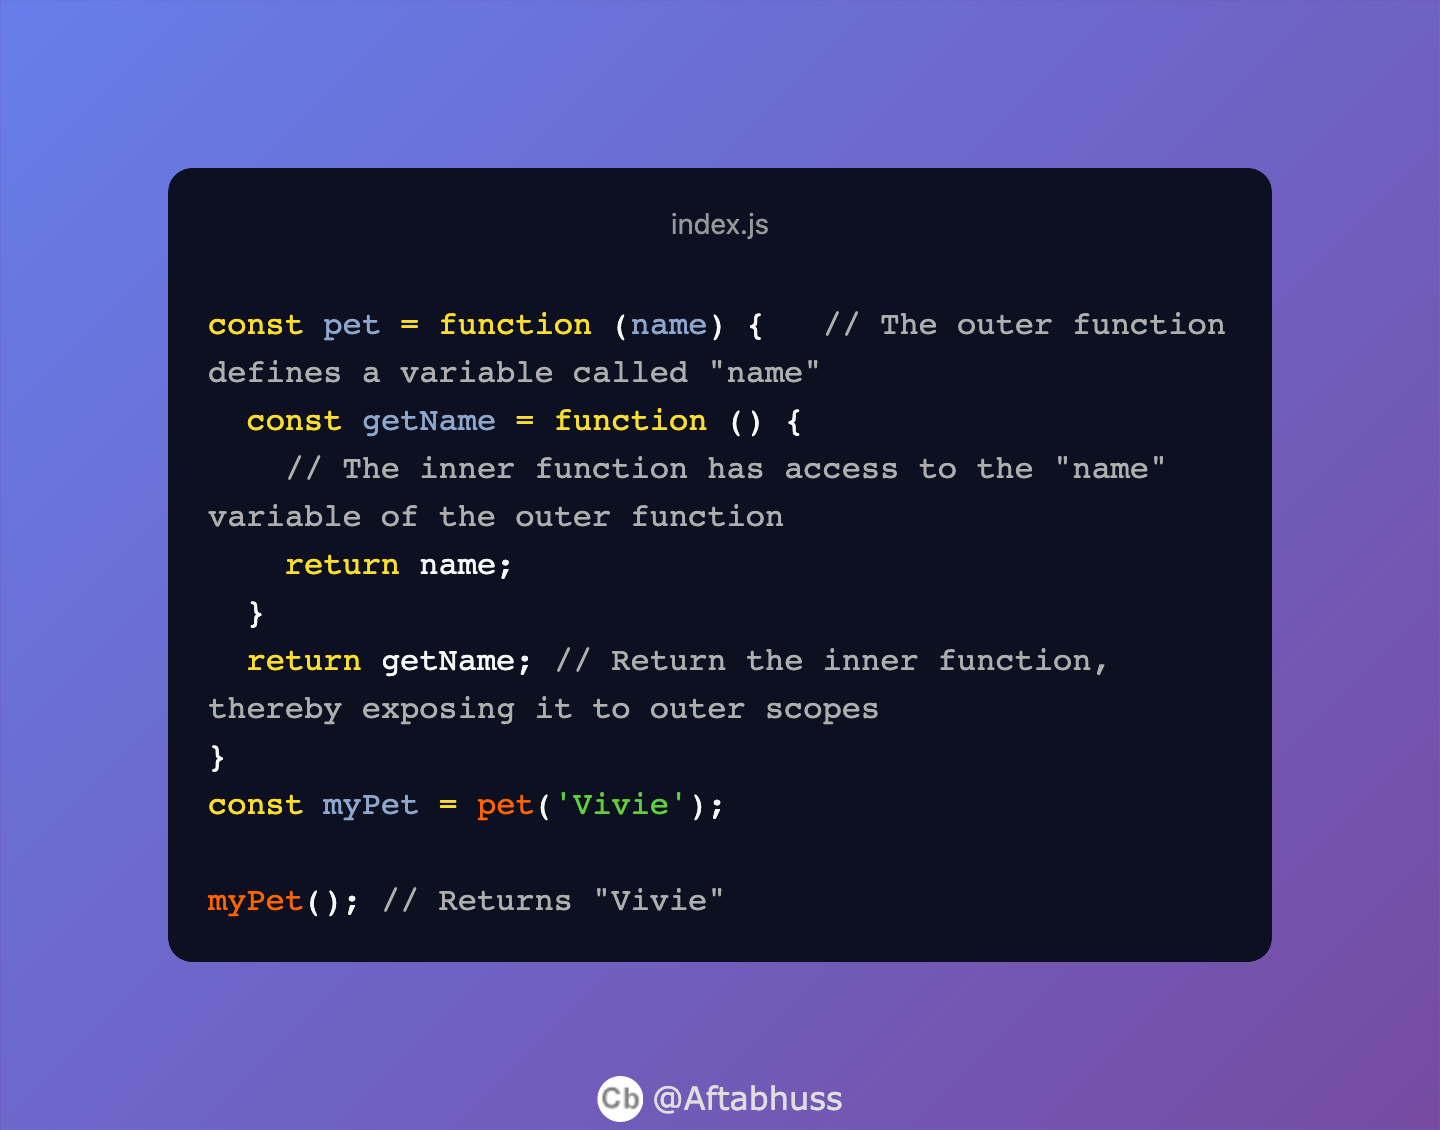 index.js
const pet = function (name) {   // The outer function
defines a variable called "name"
  const getName = function () {
    // The inner function has access to the "name"
variable of the outer function
    return name;
  }
  return getName; // Return the inner function,
thereby exposing it to outer scopes
}
const myPet = pet('Vivie');
myPet(); // Returns "Vivie"
Cb @Aftabhuss